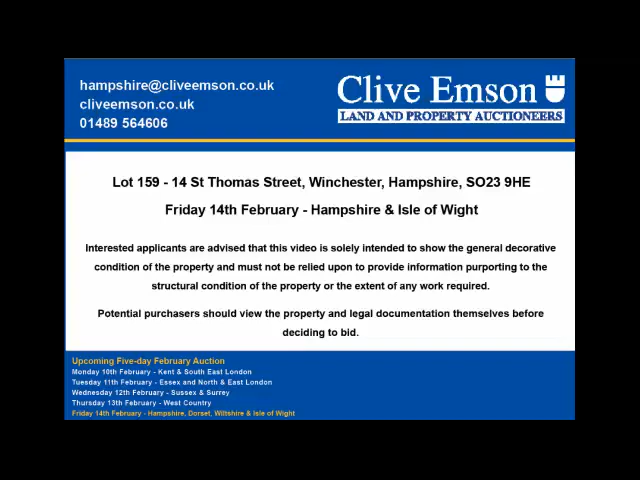 hampshire@cliveemson.co.uk
cliveemson.co.uk
01489 564606
Clive Emson
LAND AND PROPERTY AUCTIONEERS
Lot 159 - 14 St Thomas Street, Winchester, Hampshire, SO23 9HE
Friday 14th February - Hampshire & Isle of Wight
Interested applicants are advised that this video is solely intended to show the general decorative
condition of the property and must not be relied upon to provide information purporting to the
structural condition of the property or the extent of any work required.
Potential purchasers should view the property and legal documentation themselves before
deciding to bid.
Upcoming Five-day February Auction
Monday 10th February - Kent & South East London
Tuesday 11th February - Essex and North & East London
Wednesday 12th February - Sussex & Surrey
Thursday 13th February - West Country
Friday 14th February - Hampshire, Dorset, Wiltshire & Isle of Wight